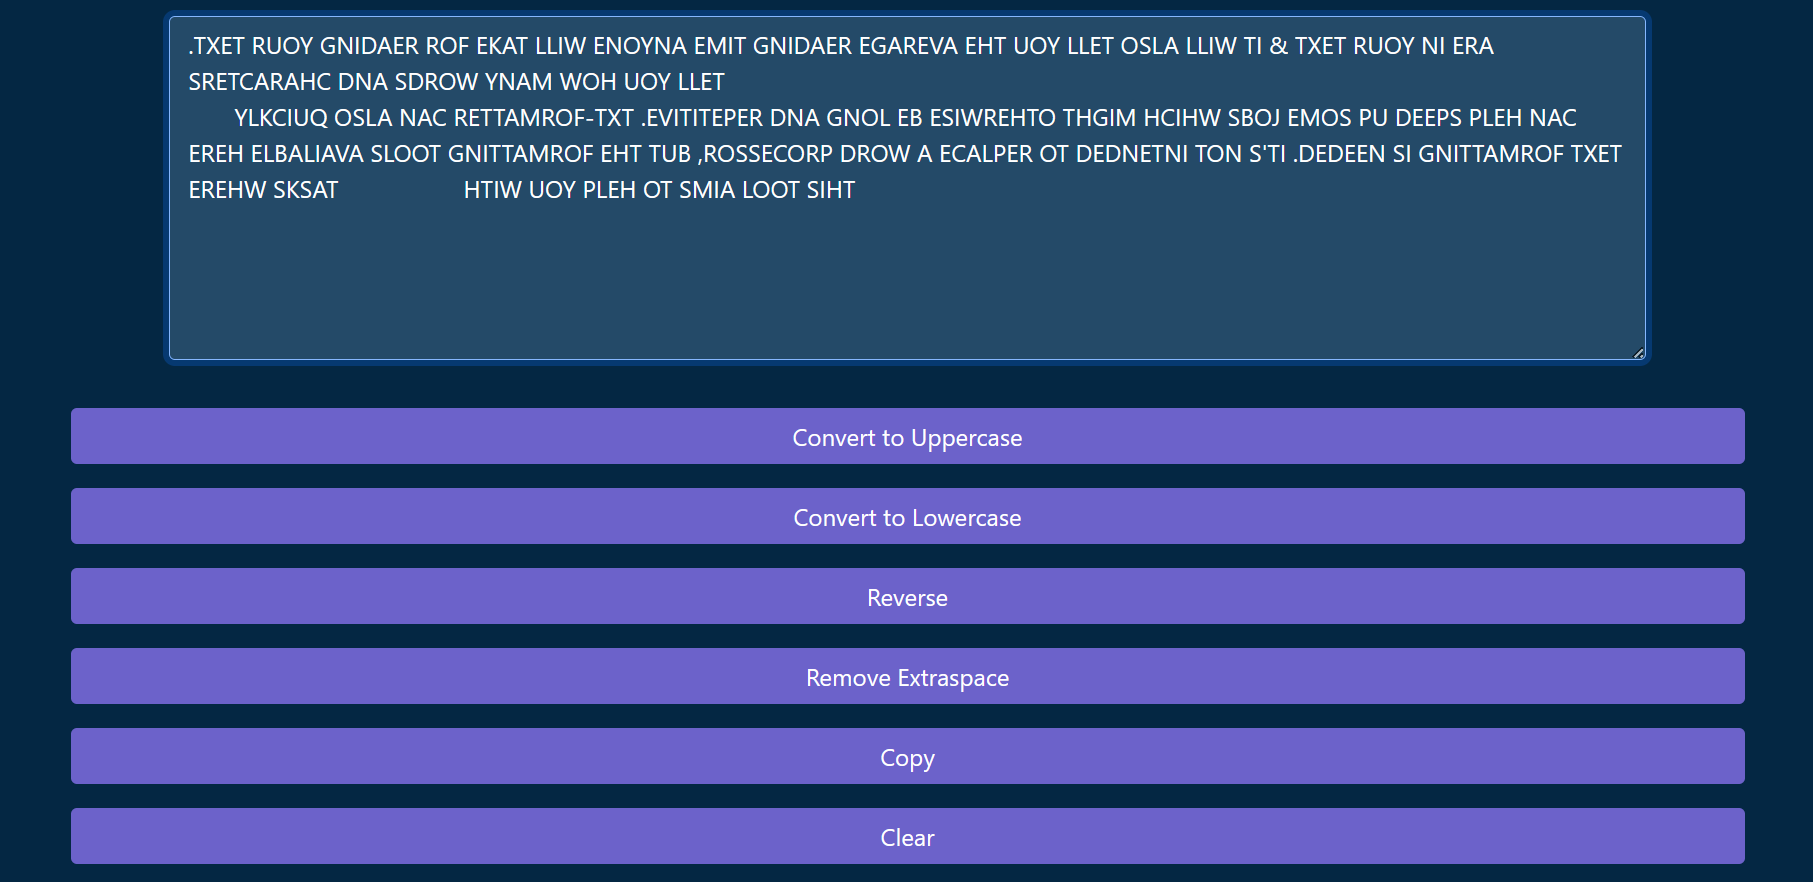 .TXET RUOY GNIDAER ROF EKAT LLIW ENOYNA EMIT GNIDAER EGAREVA EHT UOY LLET OSLA LLIW TI & TXET RUOY NI ERA
SRETCARAHC DNA SDROW YNAM WOH UOY LLET
YLKCIUQ OSLA NAC RETTAMROF-TXT .EVITITEPER DNA GNOL EB ESIWREHTO THGIM HCIHW SBOJ EMOS PU DEEPS PLEH NAC
EREH ELBALIAVA SLOOT GNITTAMROF EHT TUB ,ROSSECORP DROW A ECALPER OT DEDNETNI TON S'TI .DEDEEN SI GNITTAMROF TXET
EREHW SKSAT HTIW UOY PLEH OT SMIA LOOT SIHT
Convert to Uppercase
Convert to Lowercase
Reverse
Remove Extraspace
Copy
Clear